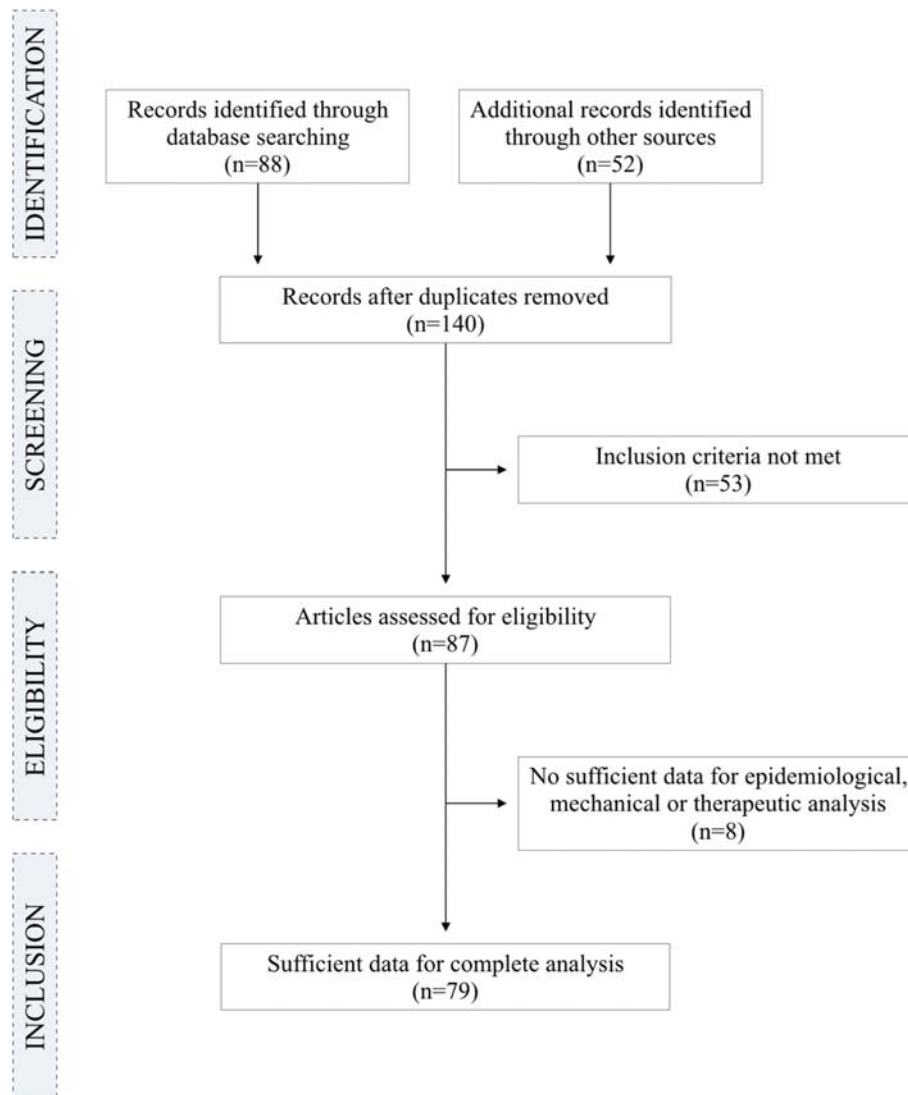 IDENTIFICATION
Records identified through
database searching
(n=88)
Additional records identified
through other sources
(n=52)
SCREENING
Records after duplicates removed
(n=140)
Inclusion criteria not met
(n=53)
ELIGIBILITY
Articles assessed for eligibility
(n=87)
No sufficient data for epidemiological,
mechanical or therapeutic analysis
(n=8)
INCLUSION
Sufficient data for complete analysis
(n=79)